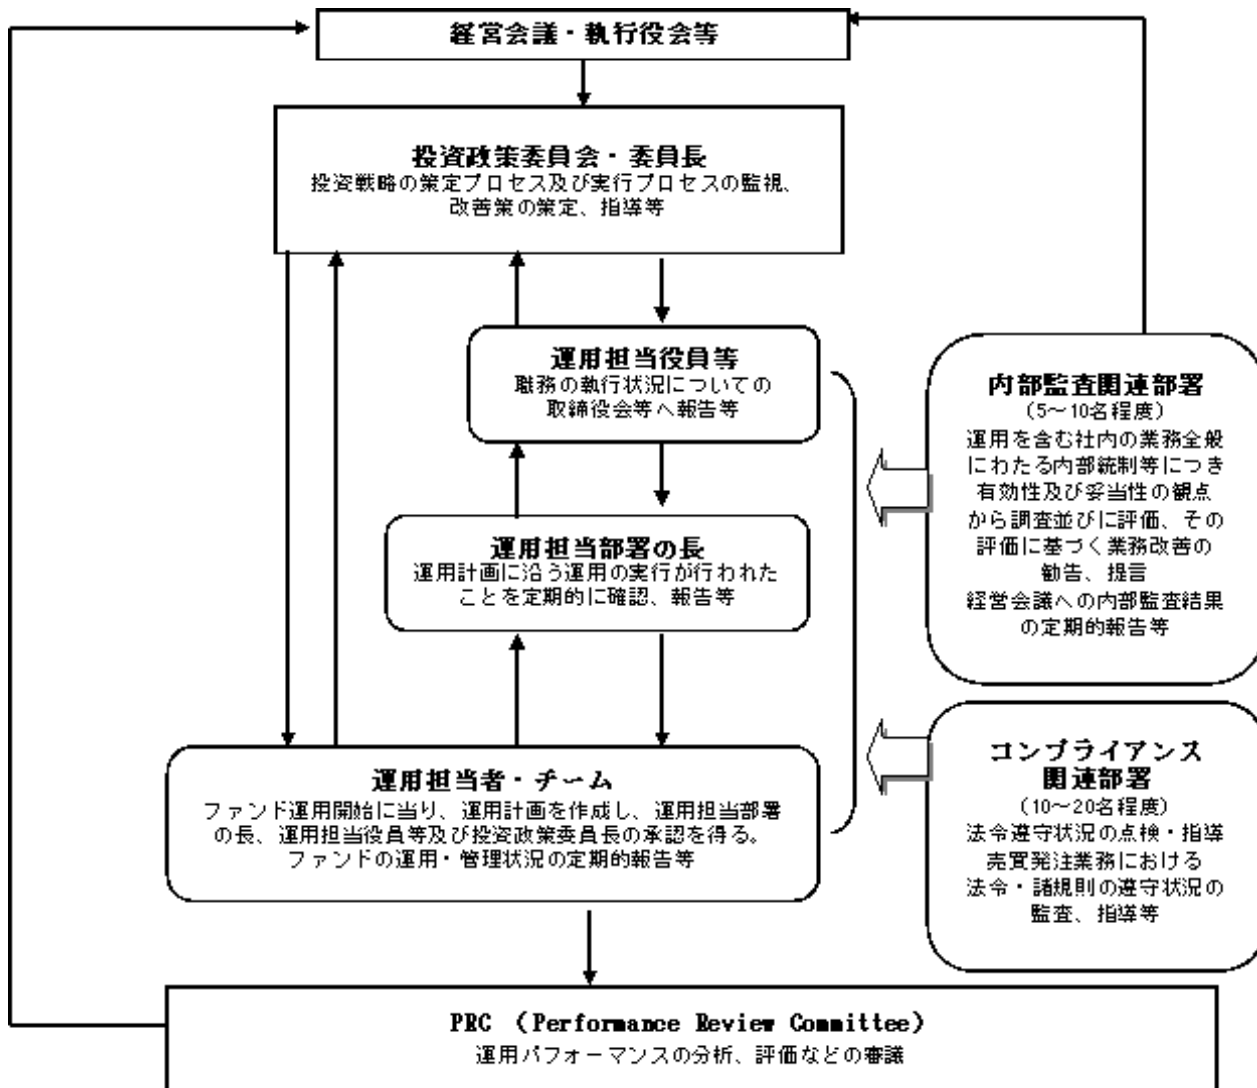 経営会議・執行役会等
投資政策委員会・委員長
投資戦略の策定プロセス及び実行プロセスの監視、
改善策の策定、指導等
運用担当役員等
職務の執行状況についての
取締役会等へ報告等
運用担当部署の長
運用計画に沿う運用の実行が行われた
ことを定期的に確認、報告等
運用担当者・チーム
ファンド運用開始に当り、運用計画を作成し、運用担当部署
の長、運用担当役員等及び投資政策委員長の承認を得る。
ファンドの運用・管理状況の定期的報告等
内部監査関連部署
（5～10名程度）
運用を含む社内の業務全般
にわたる内部統制等につき
有効性及び妥当性の観点
から調査並びに評価、その
評価に基づく業務改善の
勧告、提言
経営会議への内部監査結果
の定期的報告等
コンプライアンス
関連部署
（10～20名程度）
法令遵守状況の点検・指導
売買発注業務における
法令・諸規則の遵守状況の
監査、指導等
PRC （Performance Review Committee）
運用パフォーマンスの分析、評価などの審議